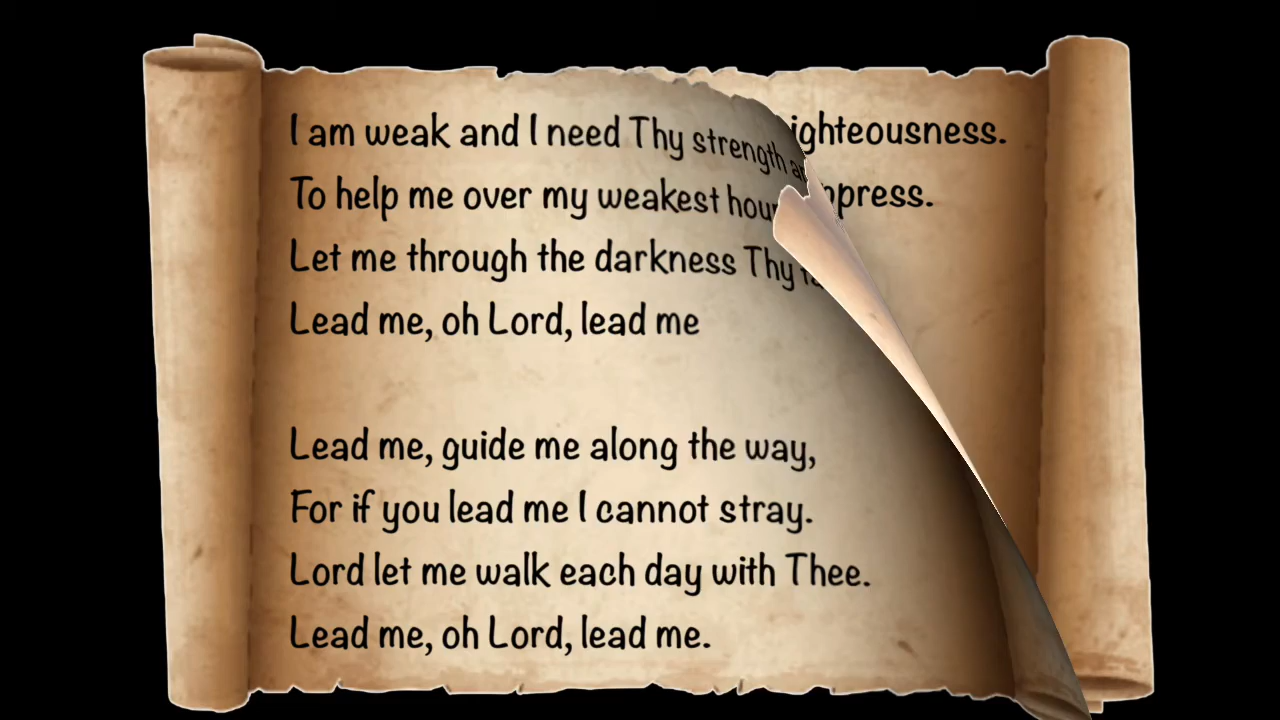 I am weak and I need Thy strength
To help me over my weakest
Let me through the darkness Thy
Lead me, oh Lord, lead me
Lead me, guide me along the way,
For if you lead me I cannot stray.
Lord let me walk each day with Thee.
Lead me, oh Lord, lead me.